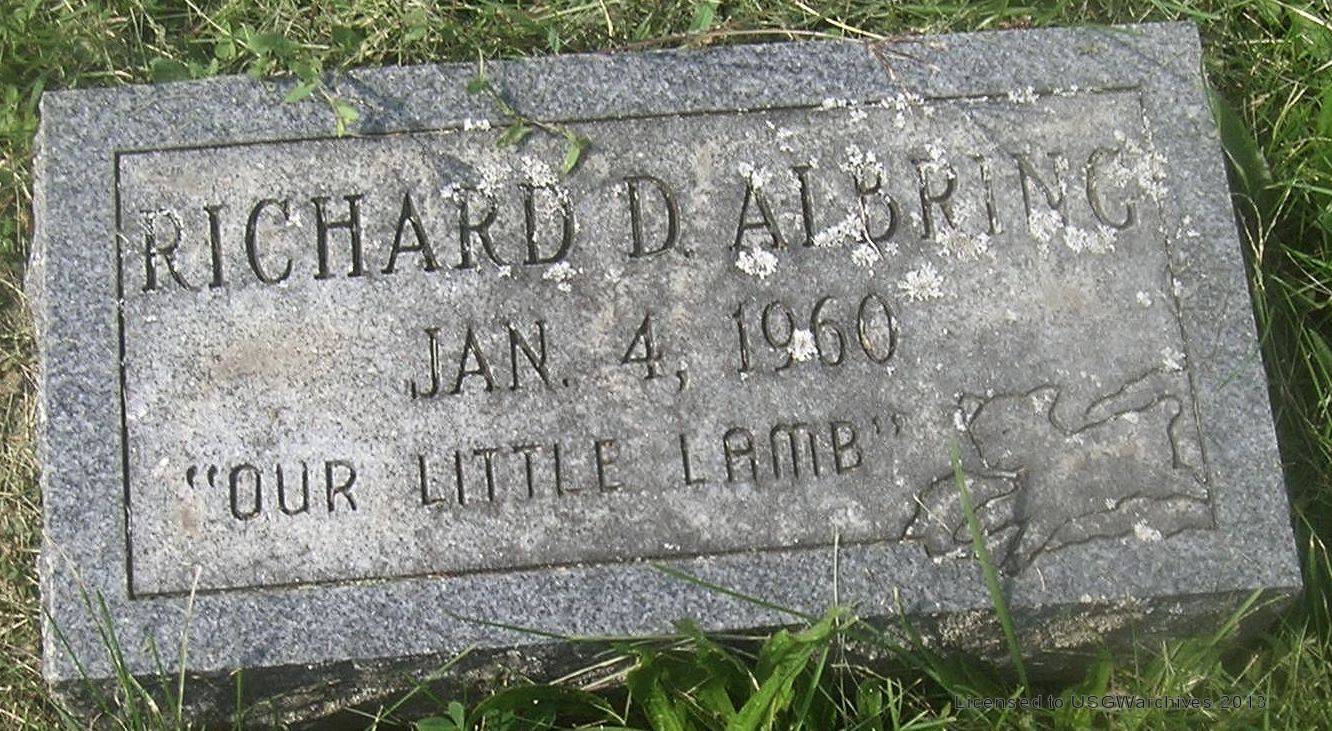 RICHARD D. ALBRING
JAN. 4, 1960
“OUR LITTLE LAMB”
Licensed to USGWarchives 2013